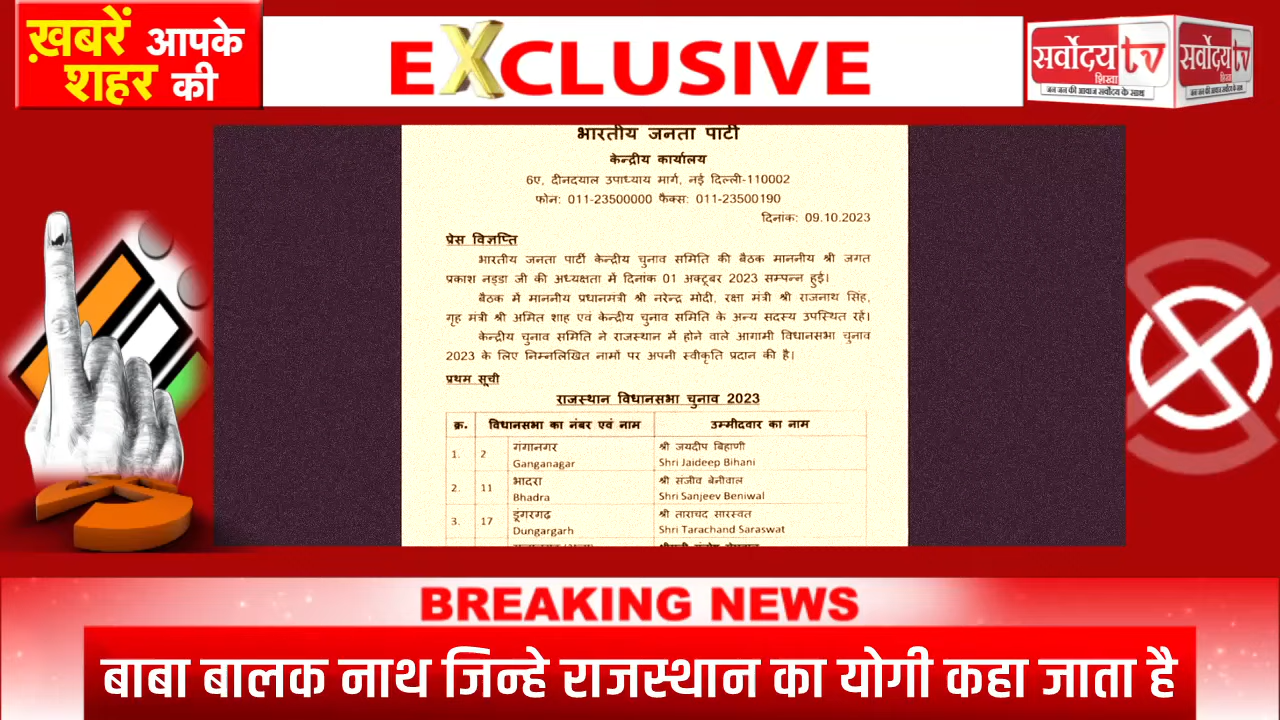 ख़बरें आपके
शहर की
EXCLUSIVE
सर्वोदय tv
शिखा
जन जन की आवाज सर्वोदय के साथ
सर्वोदय tv
भारतीय जनता पार्टी
केन्द्रीय कार्यालय
6ए, दीनदयाल उपाध्याय मार्ग, नई दिल्ली-110002
फोन: 011-23500000 फैक्स: 011-23500190
दिनांक: 09.10.2023
प्रेस विज्ञप्ति
भारतीय जनता पार्टी केन्द्रीय चुनाव समिति की बैठक माननीय श्री जगत
प्रकाश नड्डा जी की अध्यक्षता में दिनांक 01 अक्टूबर 2023 सम्पन्न हुई।
बैठक में माननीय प्रधानमंत्री श्री नरेन्द्र मोदी, रक्षा मंत्री श्री राजनाथ सिंह,
गृह मंत्री श्री अमित शाह एवं केन्द्रीय चुनाव समिति के अन्य सदस्य उपस्थित रहें।
केन्द्रीय चुनाव समिति ने राजस्थान में होने वाले आगामी विधानसभा चुनाव
2023 के लिए निम्नलिखित नामों पर अपनी स्वीकृति प्रदान की है।
प्रथम सूची
राजस्थान विधानसभा चुनाव 2023
क्र. विधानसभा का नंबर एवं नाम उम्मीदवार का नाम
1. 2 गंगानगर श्री जयदीप बिहाणी
Ganganagar Shri Jaideep Bihani
2. 11 भादरा श्री संजीव बेनीवाल
Bhadra Shri Sanjeev Beniwal
3. 17 डूंगरगढ़ श्री ताराचंद सारस्वत
Dungargarh Shri Tarachand Saraswat
BREAKING NEWS
बाबा बालक नाथ जिन्हे राजस्थान का योगी कहा जाता है